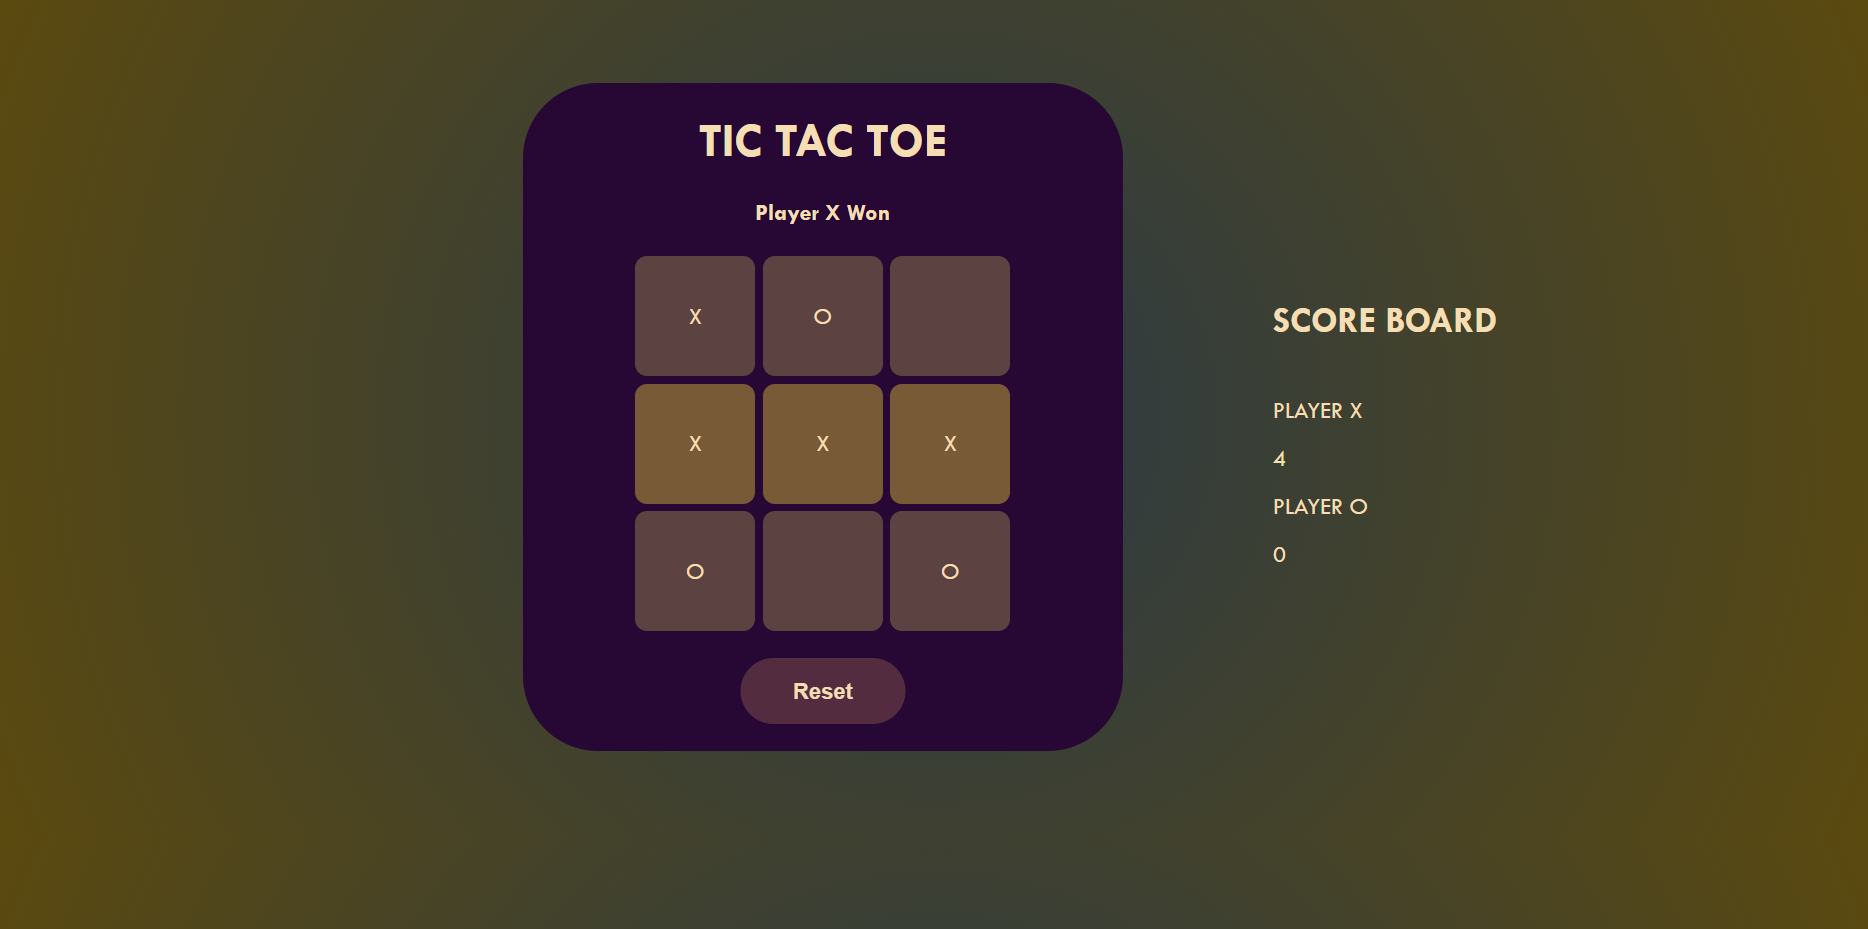 TIC TAC TOE
Player X Won
X O
X X X
O O
Reset
SCORE BOARD
PLAYER X
4
PLAYER O
0